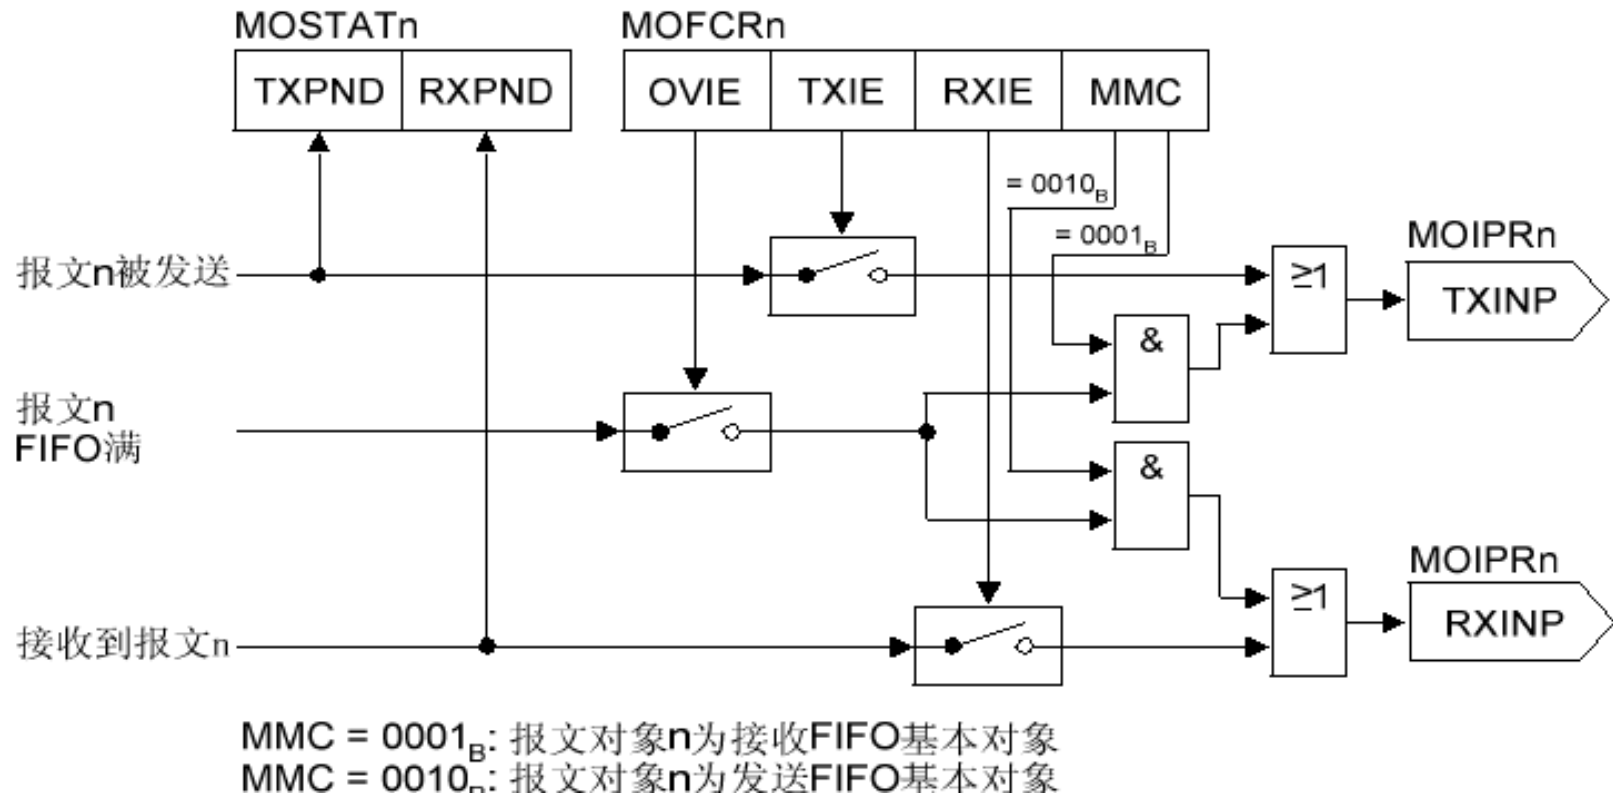 MOSTATn
MOFCRn
TXPND RXPND
OVIE TXIE RXIE MMC
= 0010B
= 0001B
MOIPRn
报文n被发送
≥1
TXINP
&
报文n
FIFO满
&
MOIPRn
≥1
RXINP
接收到报文n
MMC = 0001B: 报文对象n为接收FIFO基本对象
MMC = 0010B: 报文对象n为发送FIFO基本对象